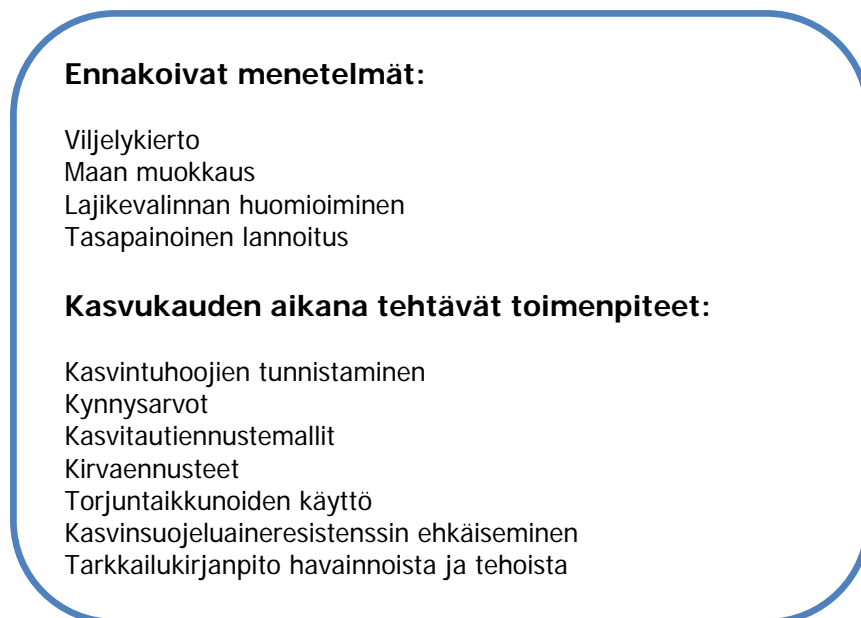 Ennakoivat menetelmät:
Viljelykierto
Maan muokkaus
Lajikevalinnan huomioiminen
Tasapainoinen lannoitus
Kasvukauden aikana tehtävät toimenpiteet:
Kasvintuhoojien tunnistaminen
Kynnysarvot
Kasvitautiennustemallit
Kirvaennusteet
Torjuntaikkunoiden käyttö
Kasvinsuojeluaineresistenssin ehkäiseminen
Tarkkailukirjanpito havainnoista ja tehoista